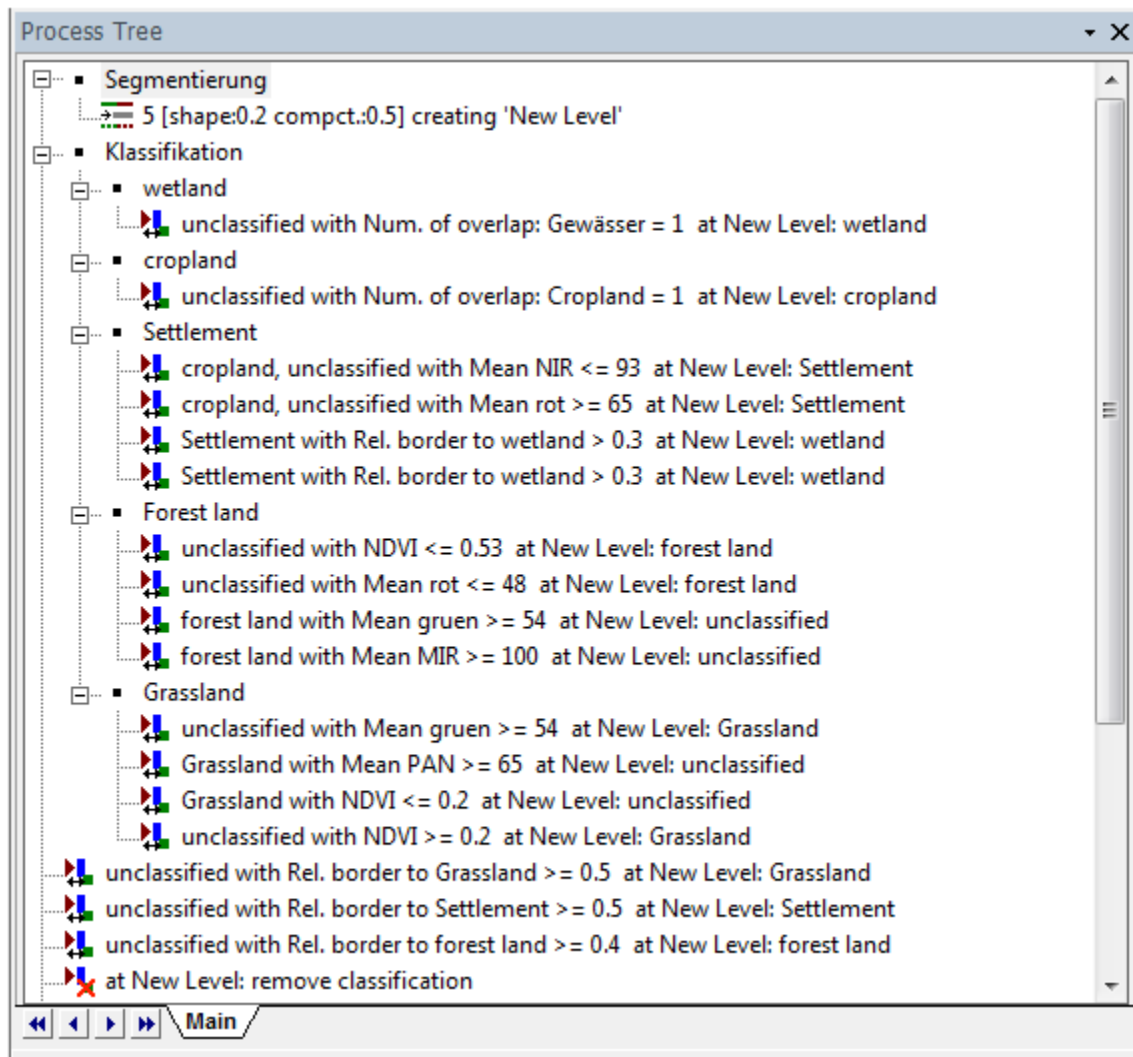 Process Tree
Segmentierung
5 [shape:0.2 compct.:0.5] creating 'New Level'
Klassifikation
wetland
unclassified with Num. of overlap: Gewässer = 1 at New Level: wetland
cropland
unclassified with Num. of overlap: Cropland = 1 at New Level: cropland
Settlement
cropland, unclassified with Mean NIR <= 93 at New Level: Settlement
cropland, unclassified with Mean rot >= 65 at New Level: Settlement
Settlement with Rel. border to wetland > 0.3 at New Level: wetland
Settlement with Rel. border to wetland > 0.3 at New Level: wetland
Forest land
unclassified with NDVI <= 0.53 at New Level: forest land
unclassified with Mean rot <= 48 at New Level: forest land
forest land with Mean gruen >= 54 at New Level: unclassified
forest land with Mean MIR >= 100 at New Level: unclassified
Grassland
unclassified with Mean gruen >= 54 at New Level: Grassland
Grassland with Mean PAN >= 65 at New Level: unclassified
Grassland with NDVI <= 0.2 at New Level: unclassified
unclassified with NDVI >= 0.2 at New Level: Grassland
unclassified with Rel. border to Grassland >= 0.5 at New Level: Grassland
unclassified with Rel. border to Settlement >= 0.5 at New Level: Settlement
unclassified with Rel. border to forest land >= 0.4 at New Level: forest land
at New Level: remove classification
Main